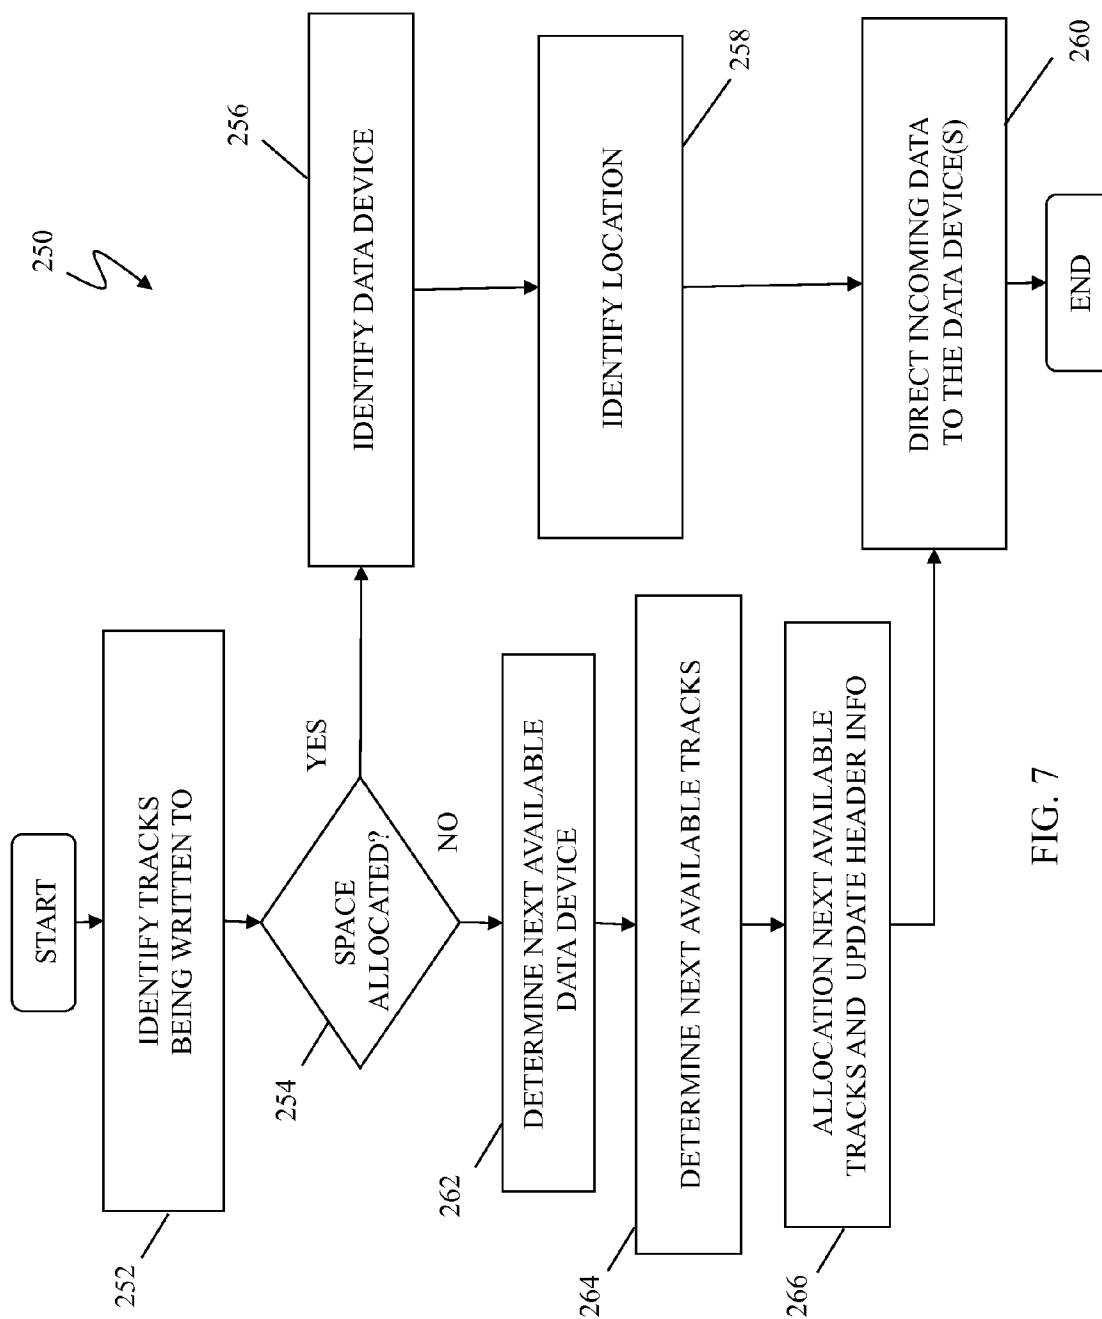 250
START
IDENTIFY TRACKS
BEING WRITTEN TO
252
SPACE
ALLOCATED?
254
YES
NO
IDENTIFY DATA DEVICE
256
IDENTIFY LOCATION
258
DETERMINE NEXT AVAILABLE
DATA DEVICE
262
DETERMINE NEXT AVAILABLE TRACKS
264
ALLOCATION NEXT AVAILABLE
TRACKS AND UPDATE HEADER INFO
266
DIRECT INCOMING DATA
TO THE DATA DEVICE(S)
260
END
FIG. 7